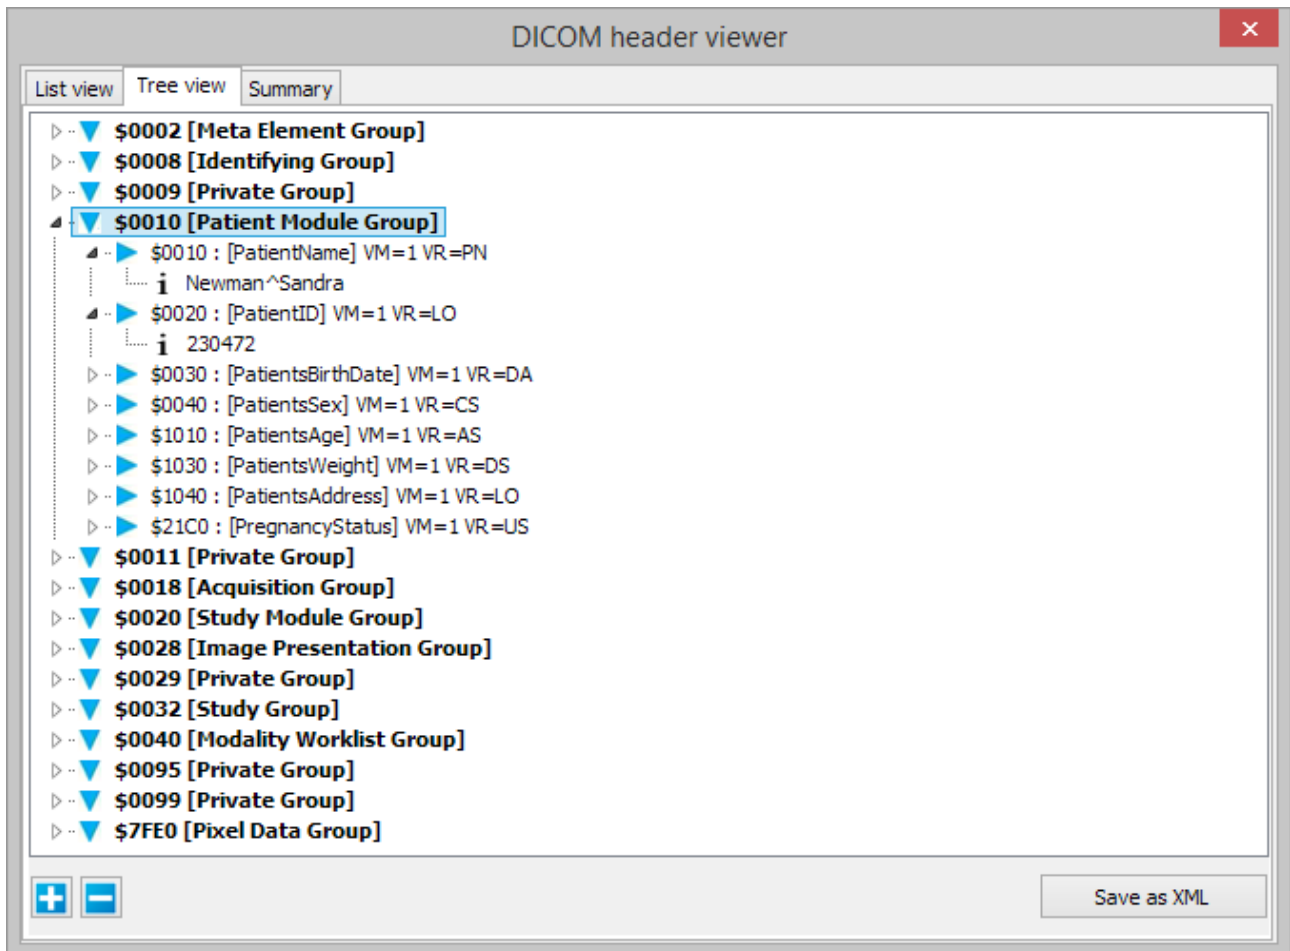 DICOM header viewer
List view Tree view Summary
$0002 [Meta Element Group]
$0008 [Identifying Group]
$0009 [Private Group]
$0010 [Patient Module Group]
$0010 : [PatientName] VM=1 VR=PN
Newman^Sandra
$0020 : [PatientID] VM=1 VR=LO
230472
$0030 : [PatientsBirthDate] VM=1 VR=DA
$0040 : [PatientsSex] VM=1 VR=CS
$1010 : [PatientsAge] VM=1 VR=AS
$1030 : [PatientsWeight] VM=1 VR=DS
$1040 : [PatientsAddress] VM=1 VR=LO
$21C0 : [PregnancyStatus] VM=1 VR=US
$0011 [Private Group]
$0018 [Acquisition Group]
$0020 [Study Module Group]
$0028 [Image Presentation Group]
$0029 [Private Group]
$0032 [Study Group]
$0040 [Modality Worklist Group]
$0095 [Private Group]
$0099 [Private Group]
$7FE0 [Pixel Data Group]
Save as XML